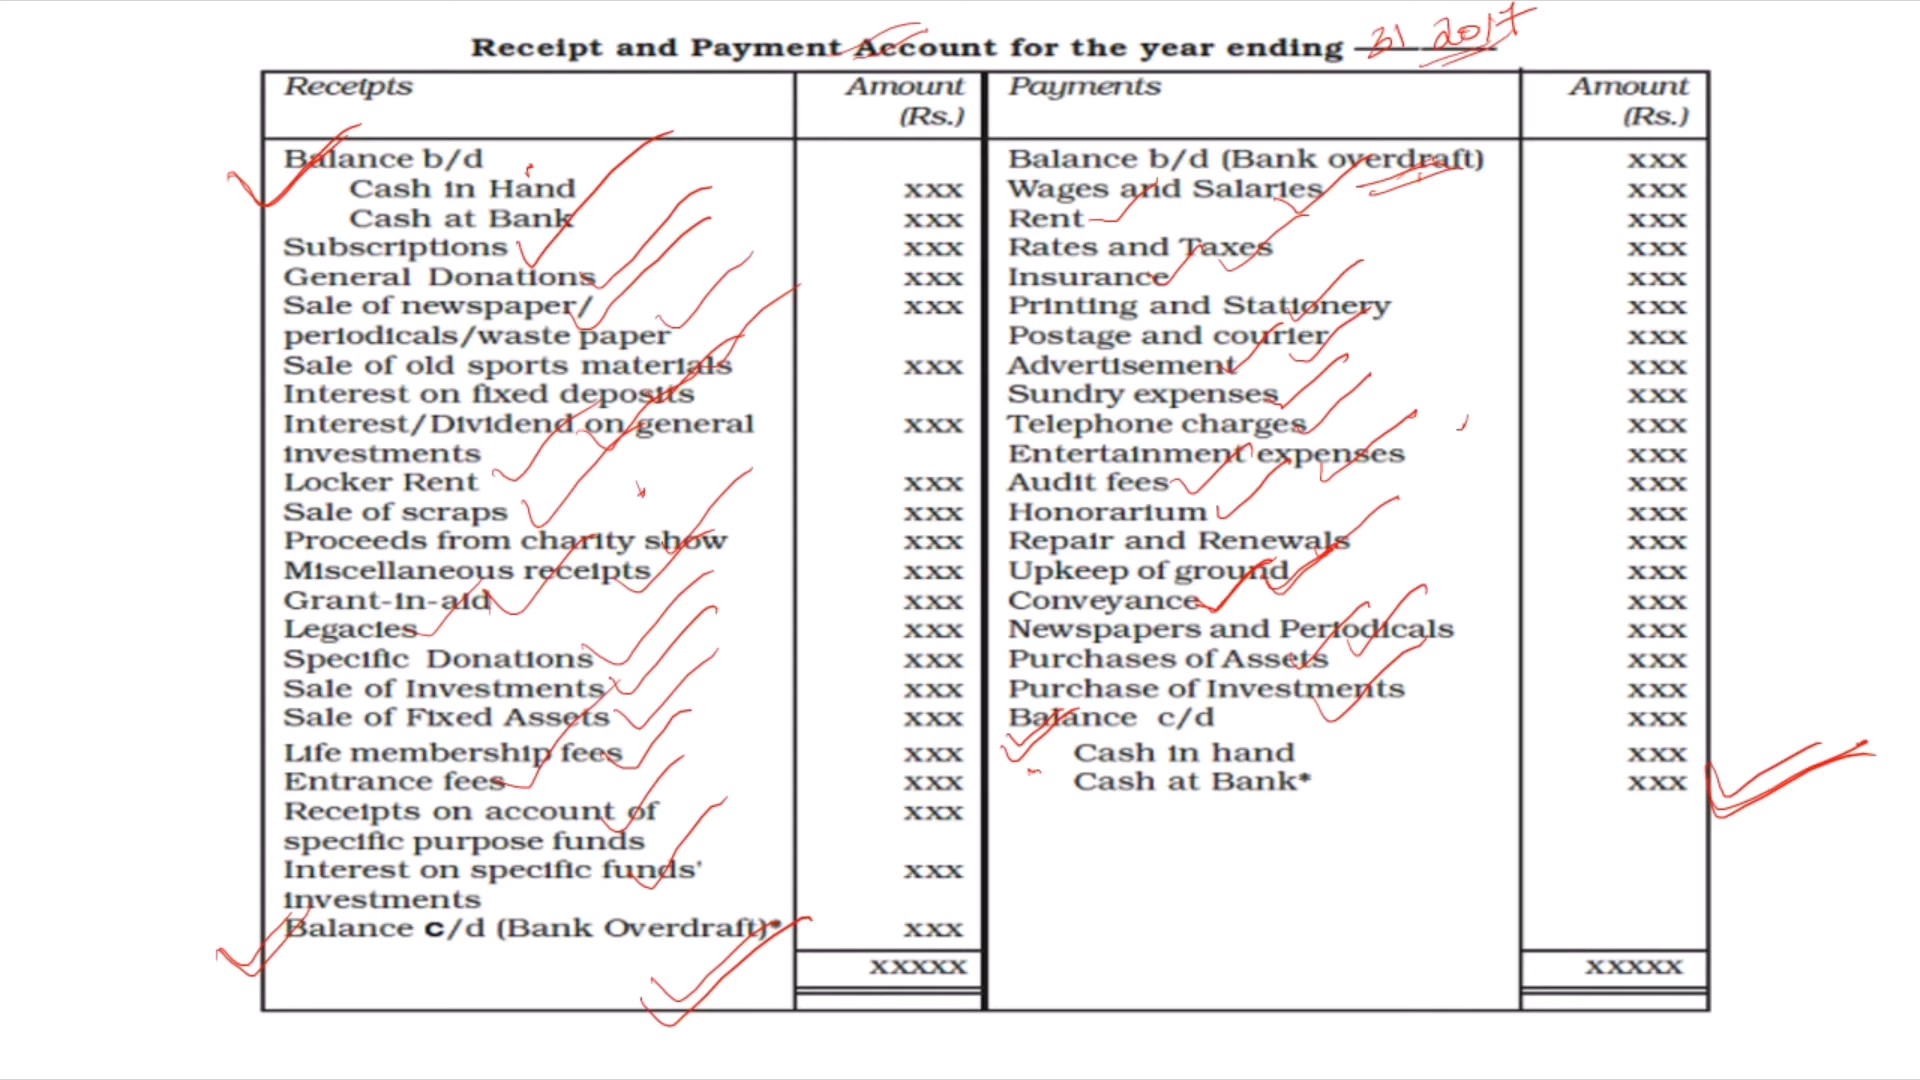 Receipt and Payment Account for the year ending 31 2017
Receipts Amount Payments Amount
(Rs.) (Rs.)
Balance b/d Balance b/d (Bank overdraft) xxx
Cash in Hand xxx Wages and Salaries xxx
Cash at Bank xxx Rent xxx
Subscriptions xxx Rates and Taxes xxx
General Donations xxx Insurance xxx
Sale of newspaper/ xxx Printing and Stationery xxx
periodicals/waste paper Postage and courier xxx
Sale of old sports materials xxx Advertisement xxx
Interest on fixed deposits Sundry expenses xxx
Interest/Dividend on general xxx Telephone charges xxx
investments Entertainment expenses xxx
Locker Rent xxx Audit fees xxx
Sale of scraps xxx Honorarium xxx
Proceeds from charity show xxx Repair and Renewals xxx
Miscellaneous receipts xxx Upkeep of ground xxx
Grant-in-aid xxx Conveyance xxx
Legacies xxx Newspapers and Periodicals xxx
Specific Donations xxx Purchases of Assets xxx
Sale of Investments xxx Purchase of Investments xxx
Sale of Fixed Assets xxx Balance c/d xxx
Life membership fees xxx Cash in hand xxx
Entrance fees xxx Cash at Bank* xxx
Receipts on account of xxx
specific purpose funds
Interest on specific funds' xxx
investments
Balance c/d (Bank Overdraft)* xxx
xxxxx xxxxx